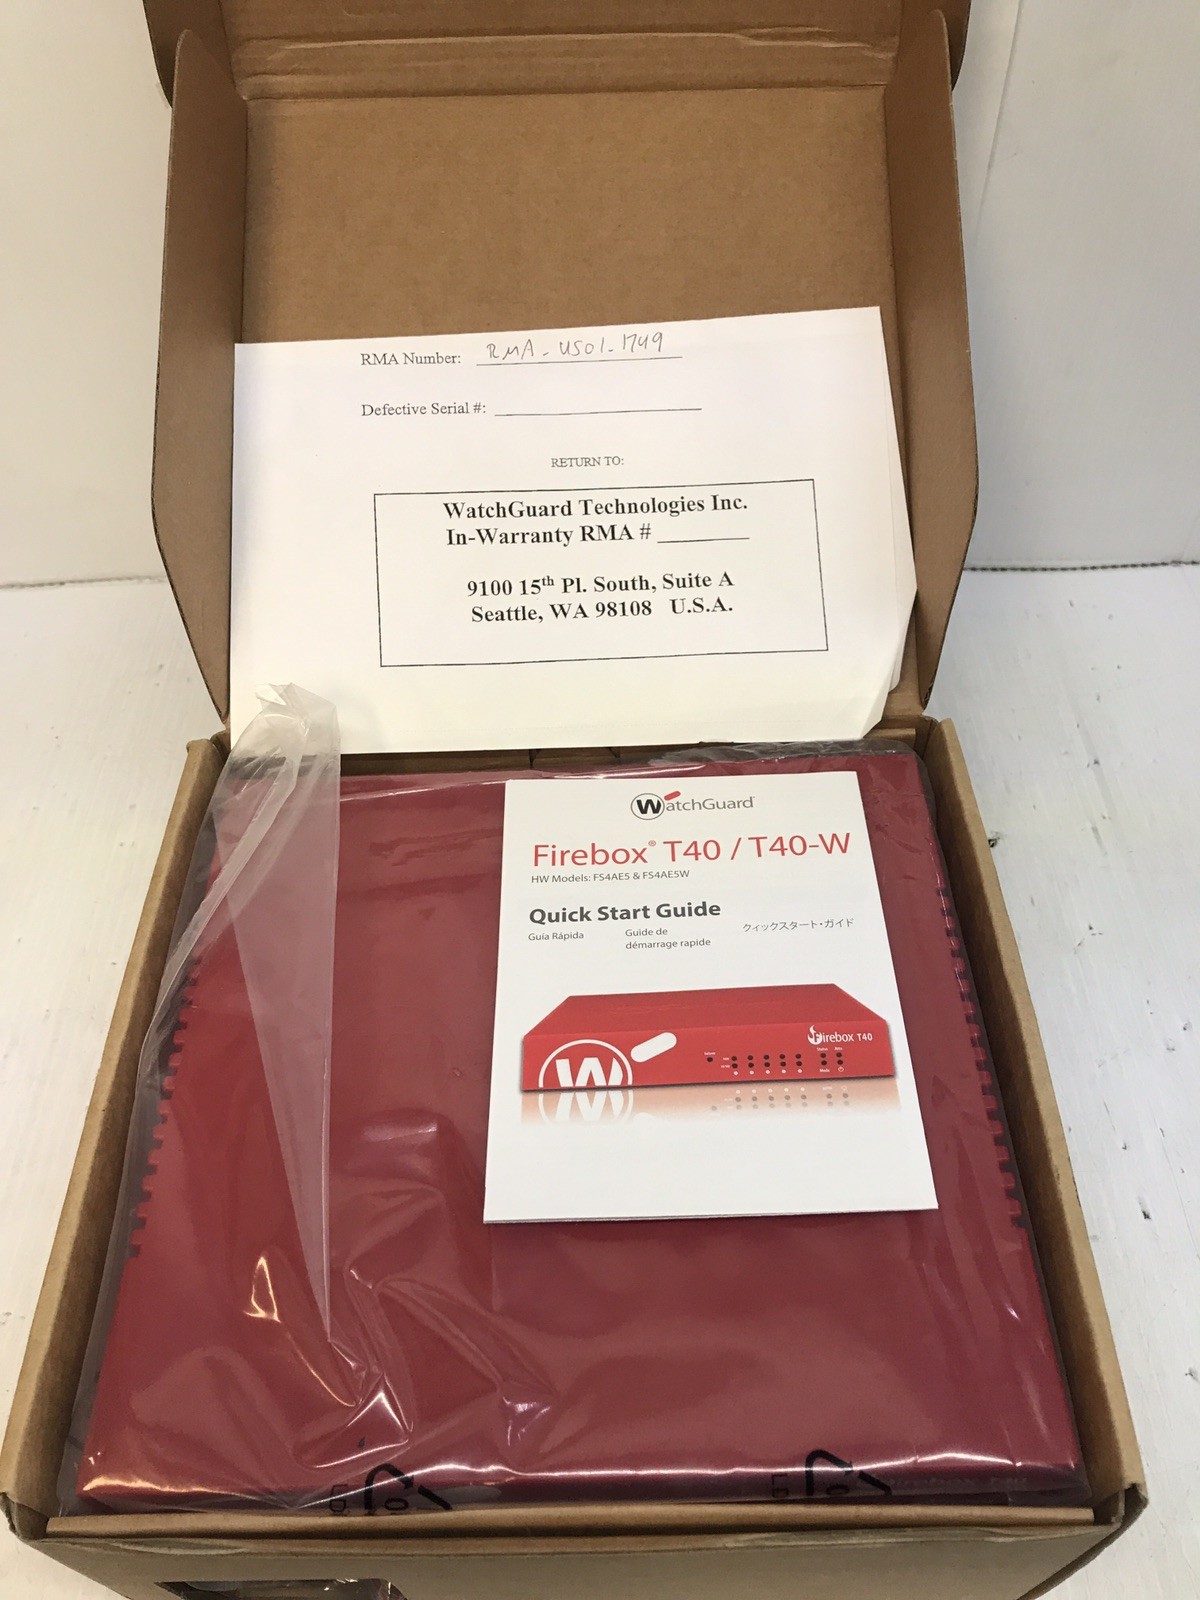 RMA Number: RMA-US01-1749
Defective Serial #:
RETURN TO:
WatchGuard Technologies Inc.
In-Warranty RMA #
9100 15th Pl. South, Suite A
Seattle, WA 98108 U.S.A.
WatchGuard
Firebox® T40 / T40-W
HW Models: FS4AE5 & FS4AE5W
Quick Start Guide
Guía Rápida
Guide de
démarrage rapide
クィックスタート・ガイド
Firebox T40